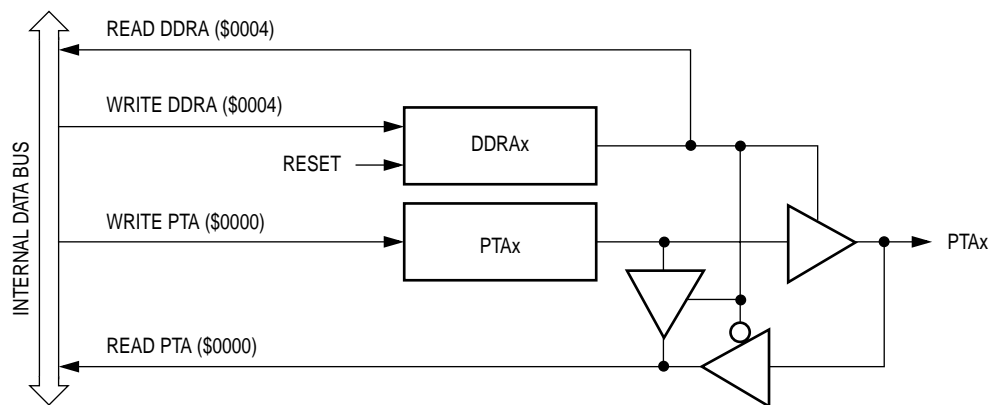 READ DDRA ($0004)
WRITE DDRA ($0004)
DDRAx
RESET
INTERNAL DATA BUS
WRITE PTA ($0000)
PTAx
PTAx
READ PTA ($0000)